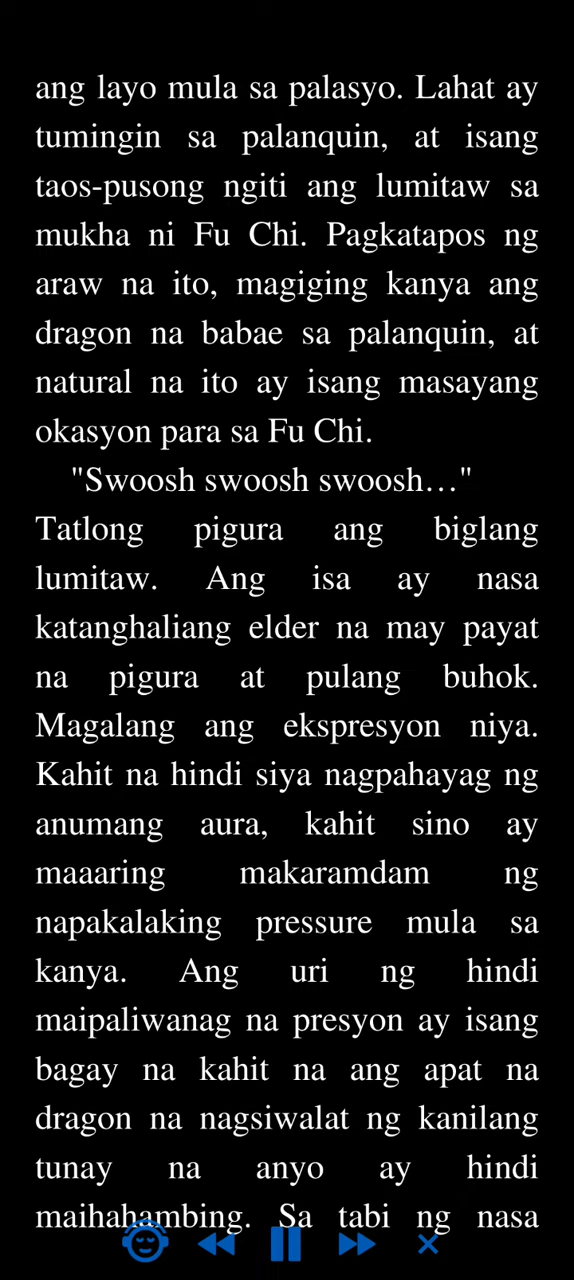 ang layo mula sa palasyo. Lahat ay
tumingin sa palanquin, at isang
taos-pusong ngiti ang lumitaw sa
mukha ni Fu Chi. Pagkatapos ng
araw na ito, magiging kanya ang
dragon na babae sa palanquin, at
natural na ito ay isang masayang
okasyon para sa Fu Chi.
"Swoosh swoosh swoosh…"
Tatlong pigura ang biglang
lumitaw. Ang isa ay nasa
katanghaliang elder na may payat
na pigura at pulang buhok.
Magalang ang ekspresyon niya.
Kahit na hindi siya nagpahayag ng
anumang aura, kahit sino ay
maaaring makaramdam ng
napakalaking pressure mula sa
kanya. Ang uri ng hindi
maipaliwanag na presyon ay isang
bagay na kahit na ang apat na
dragon na nagsiwalat ng kanilang
tunay na anyo ay hindi
maihahambing. Sa tabi ng nasa